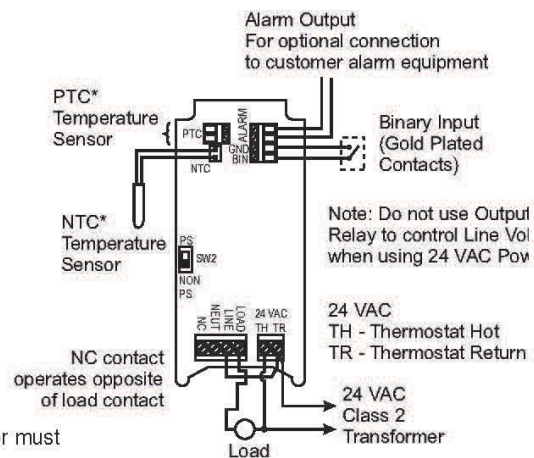 Alarm Output
For optional connection
to customer alarm equipment
PTC*
Temperature
Sensor
PTC
ALARM
GND
BIN
NTC
Binary Input
(Gold Plated
Contacts)
NTC*
Temperature
Sensor
PS
SW2
NON
PS
Note: Do not use Output
Relay to control Line
when using 24 VAC
NC
NEUT
LINE
LOAD
24 VAC
TH TR
24 VAC
TH - Thermostat Hot
TR - Thermostat Return
NC contact
operates opposite
of load contact
24 VAC
Class 2
Transformer
Load
must